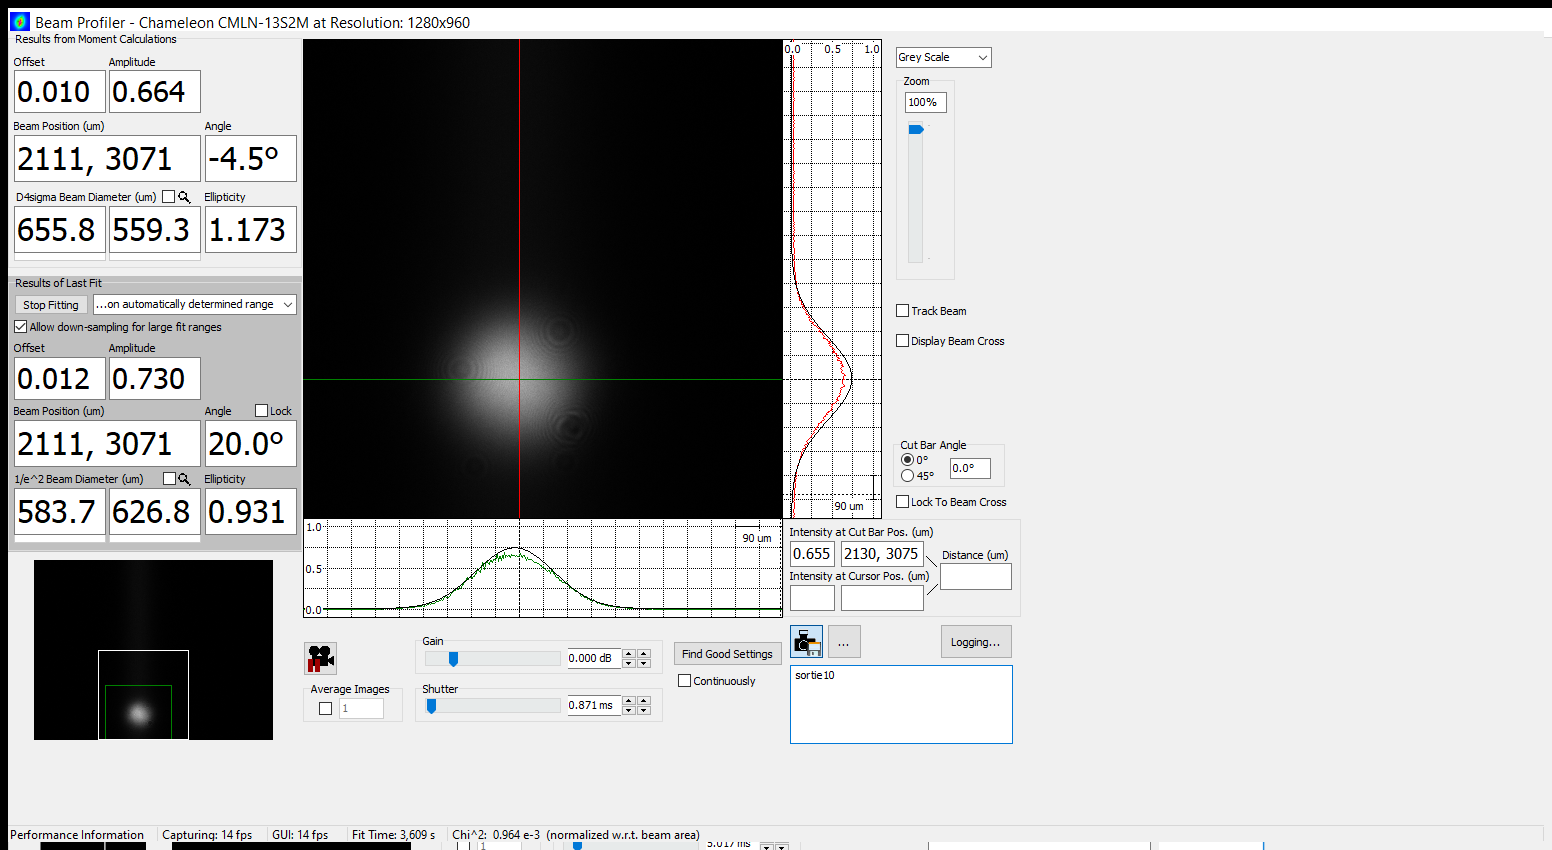 Beam Profiler - Chameleon CMLN-13S2M at Resolution: 1280x960
Results from Moment Calculations
Offset Amplitude
0.010 0.664
Beam Position (um) Angle
2111, 3071 -4.5°
D4sigma Beam Diameter (um) Ellipticity
655.8 559.3 1.173
Results of Last Fit
Stop Fitting ...on automatically determined range
Allow down-sampling for large fit ranges
Offset Amplitude
0.012 0.730
Beam Position (um) Angle Lock
2111, 3071 20.0°
1/e^2 Beam Diameter (um) Ellipticity
583.7 626.8 0.931
0.0 0.5 1.0
90 um
1.0
0.5
0.0
90 um
Grey Scale
Zoom
100%
Track Beam
Display Beam Cross
Cut Bar Angle
0°
45°
0.0°
Lock To Beam Cross
Intensity at Cut Bar Pos. (um)
0.655 2130, 3075
Distance (um)
Intensity at Cursor Pos. (um)
Gain
0.000 dB
Find Good Settings
Continuously
Average Images
1
Shutter
0.871 ms
...
Logging...
sortie10
Performance Information Capturing: 14 fps GUI: 14 fps Fit Time: 3,609 s Chi^2: 0.964 e-3 (normalized w.r.t. beam area)
1 5.017 ms